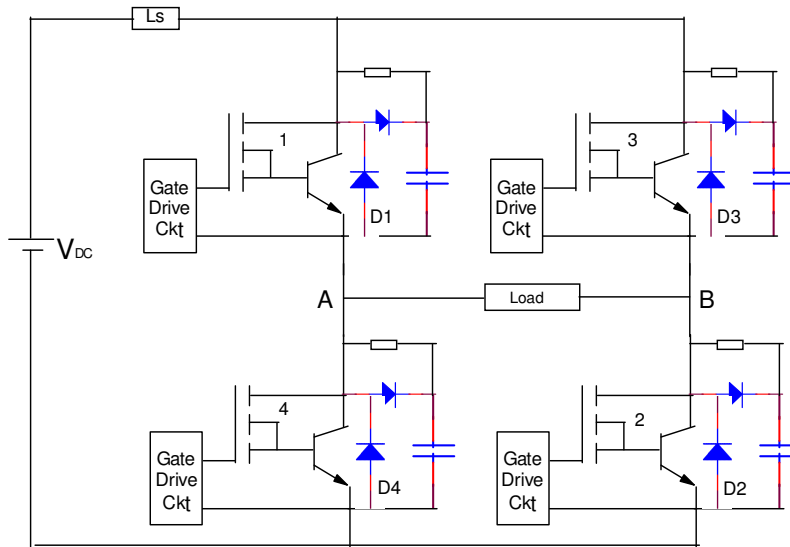 Ls
1
3
Gate
Drive
Ckt
D1
Gate
Drive
Ckt
D3
VDC
A
Load
B
4
2
Gate
Drive
Ckt
D4
Gate
Drive
Ckt
D2